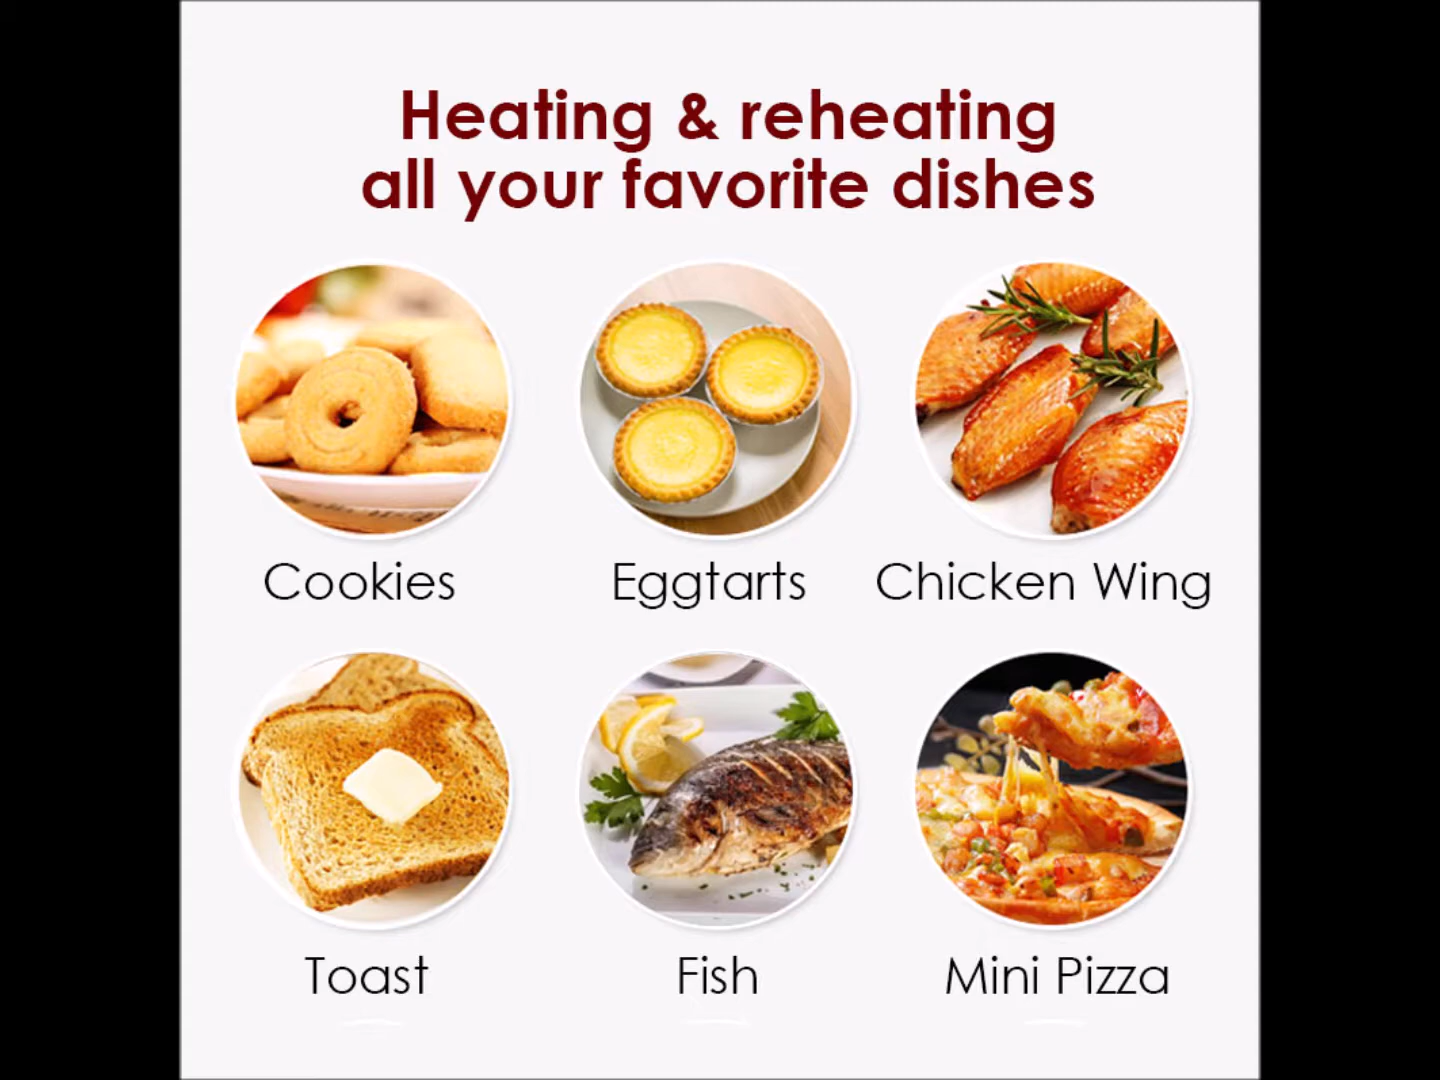 Heating & reheating
all your favorite dishes
Cookies
Eggtarts
Chicken Wing
Toast
Fish
Mini Pizza